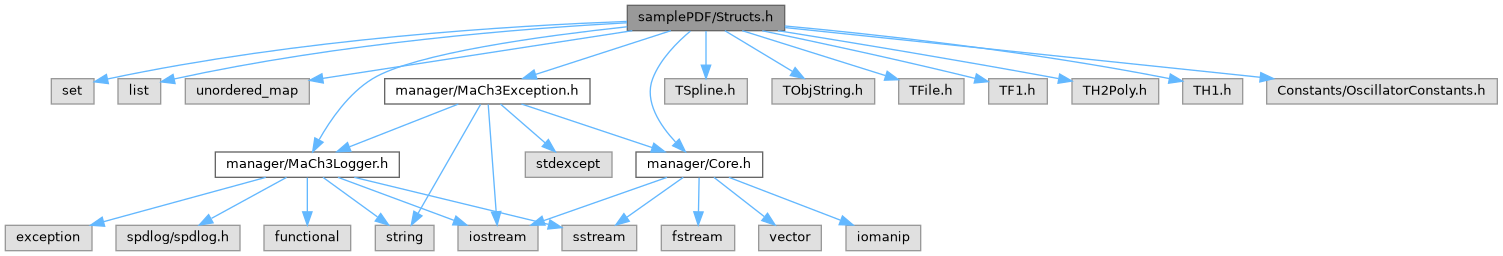 samplePDF/Structs.h
set
list
unordered_map
manager/MaCh3Exception.h
TSpline.h
TObjString.h
TFile.h
TF1.h
TH2Poly.h
TH1.h
Constants/OscillatorConstants.h
manager/MaCh3Logger.h
stdexcept
manager/Core.h
exception
spdlog/spdlog.h
functional
string
iostream
sstream
fstream
vector
iomanip